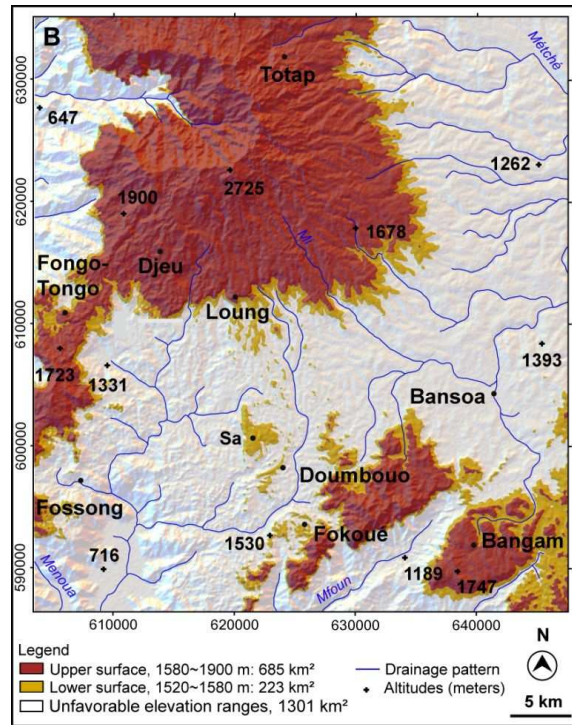 B
Métché
Totap
630000
647
1262
2725
1900
620000
1678
Mi
Djeu
Fongo-
Tongo
Loung
610000
1723
1331
1393
Bansoa
Sa
600000
Doumbouo
Fossong
1530
Fokoué
Bangam
716
1189
1747
590000
Menoua
Mfoun
610000
620000
630000
640000
N
Legend
Upper surface, 1580~1900 m: 685 km²
Drainage pattern
Lower surface, 1520~1580 m: 223 km²
Altitudes (meters)
Unfavorable elevation ranges, 1301 km²
5 km